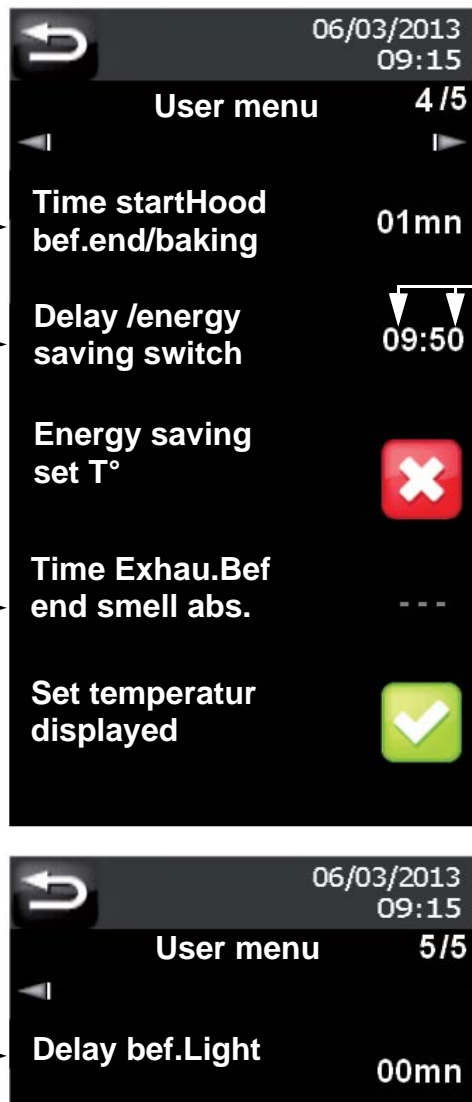 06/03/2013
09:15
User menu 4/5
Time startHood
bef.end/baking
01mn
Delay /energy
saving switch
09:50
Energy saving
set T°
Time Exhau.Bef
end smell abs.
---
Set temperatur
displayed
06/03/2013
09:15
User menu 5/5
Delay bef.Light
00mn